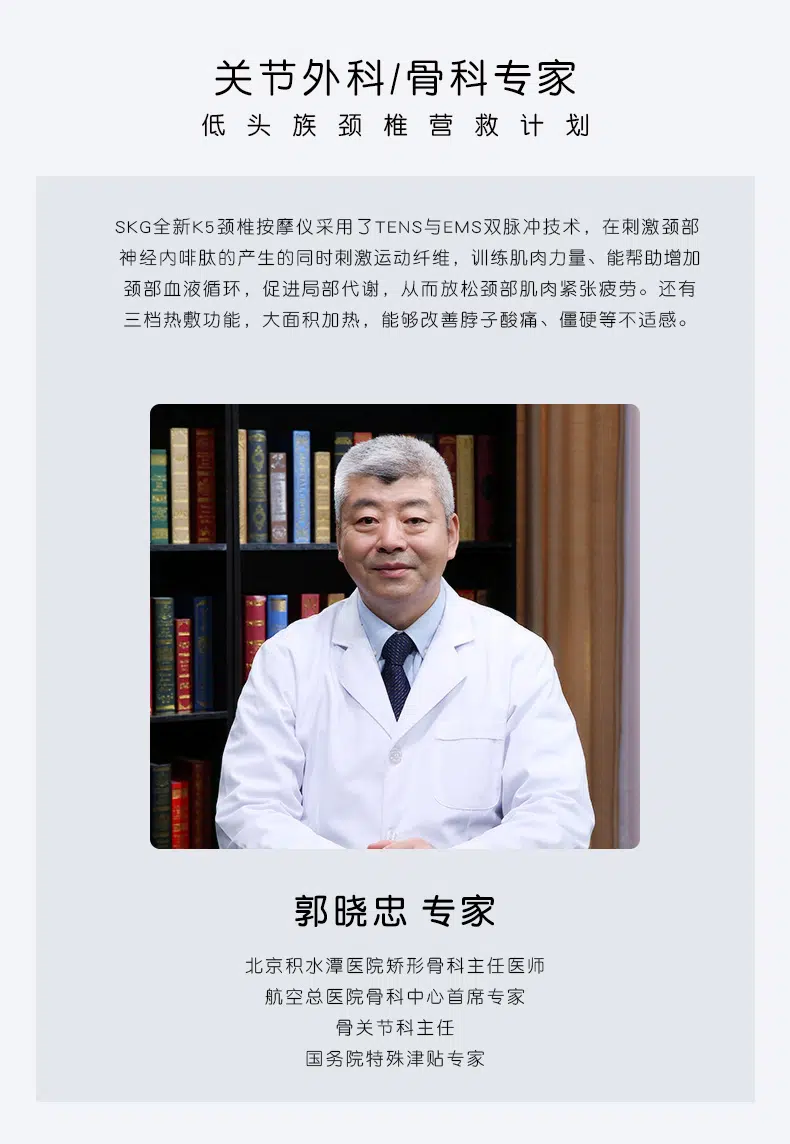 关节外科/骨科专家
低头族颈椎营救计划
SKG全新K5颈椎按摩仪采用了TENS与EMS双脉冲技术，在刺激颈部
神经内啡肽的产生的同时刺激运动纤维，训练肌肉力量、能帮助增加
颈部血液循环，促进局部代谢，从而放松颈部肌肉紧张疲劳。还有
三档热敷功能，大面积加热，能够改善脖子酸痛、僵硬等不适感。
郭晓忠 专家
北京积水潭医院矫形骨科主任医师
航空总医院骨科中心首席专家
骨关节科主任
国务院特殊津贴专家